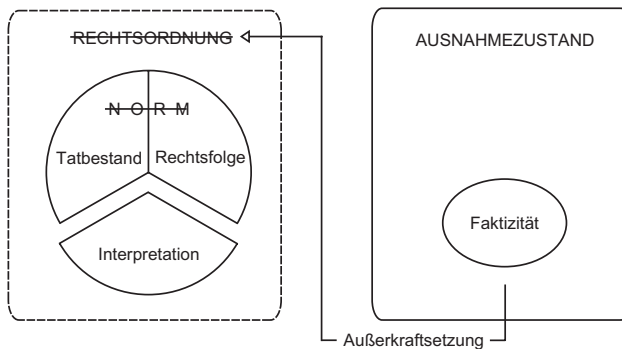 RECHTSORDNUNG
NORM
Tatbestand
Rechtsfolge
Interpretation
AUSNAHMEZUSTAND
Faktizität
Außerkraftsetzung